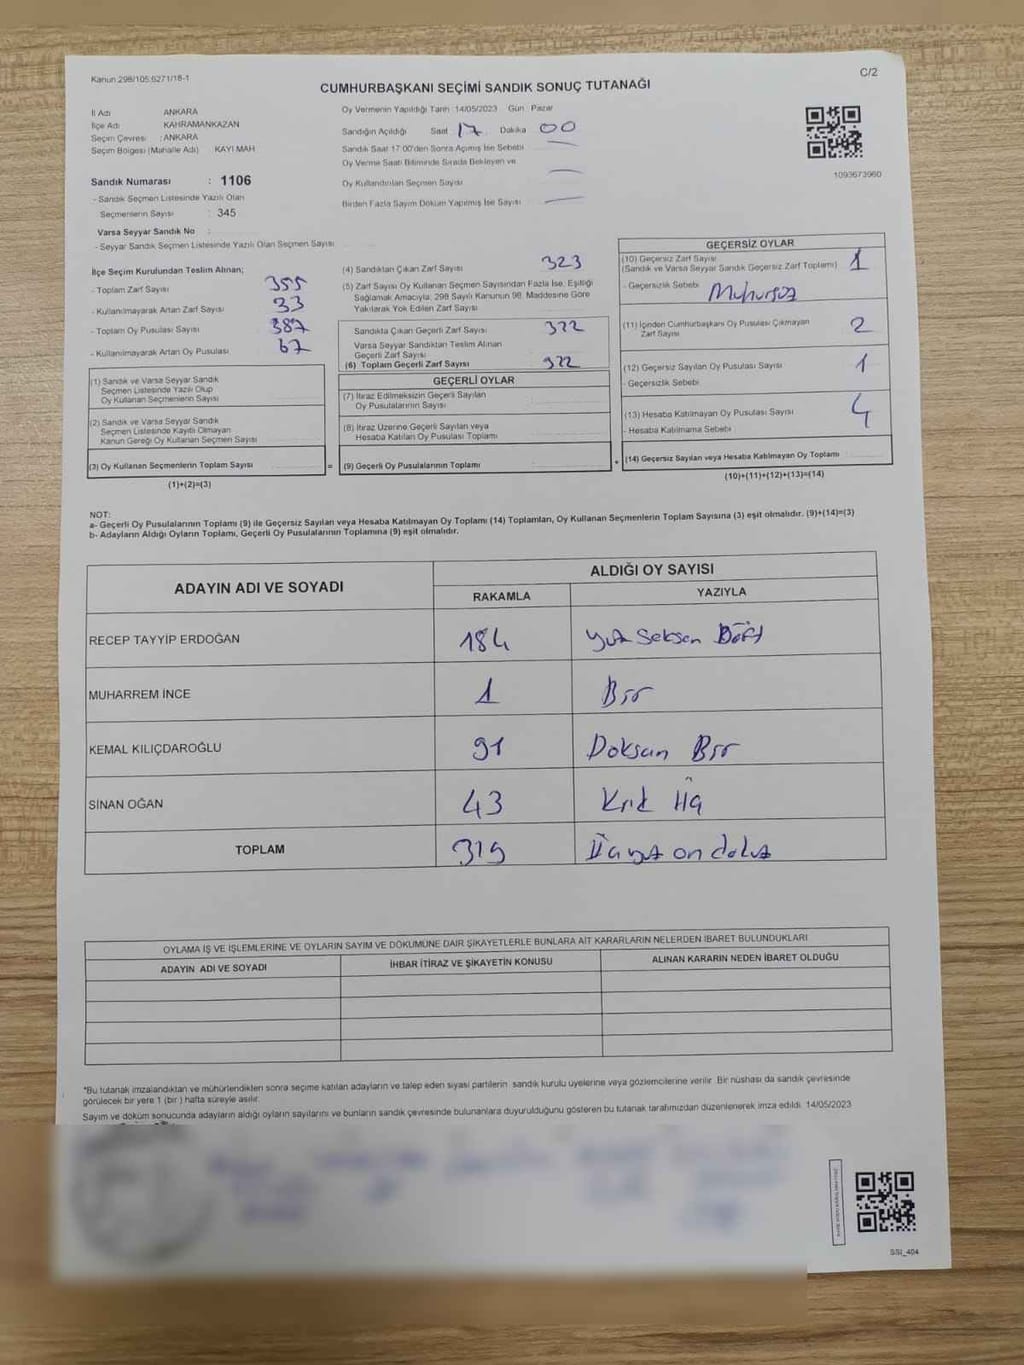 Kanun 298/105:6271/18-1
C/2
CUMHURBAŞKANI SEÇİMİ SANDIK SONUÇ TUTANAĞI
İl Adı ANKARA
İlçe Adı KAHRAMANKAZAN
Seçim Çevresi : ANKARA
Seçim Bölgesi (Mahalle Adı) KAYI MAH
Sandık Numarası : 1106
- Sandık Seçmen Listesinde Yazılı Olan
Seçmenlerin Sayısı : 345
Varsa Seyyar Sandık No :
- Seyyar Sandık Seçmen Listesinde Yazılı Olan Seçmen Sayısı
Oy Vermenin Yapıldığı Tarih : 14/05/2023 Gün : Pazar
Sandığın Açıldığı Saat 17 Dakika 00
Sandık Saat 17:00'den Sonra Açılmış İse Sebebi
Oy Verme Saati Bitiminde Sırada Bekleyen ve
Oy Kullandırılan Seçmen Sayısı
Birden Fazla Sayım Döküm Yapılmış İse Sayısı
1093673960
İlçe Seçim Kurulundan Teslim Alınan;
- Toplam Zarf Sayısı 355
- Kullanılmayarak Artan Zarf Sayısı 33
- Toplam Oy Pusulası Sayısı 387
- Kullanılmayarak Artan Oy Pusulası 67
(1) Sandık ve Varsa Seyyar Sandık
Seçmen Listesinde Yazılı Olup
Oy Kullanan Seçmenlerin Sayısı
(2) Sandık ve Varsa Seyyar Sandık
Seçmen Listesinde Kayıtlı Olmayan
Kanun Gereği Oy Kullanan Seçmen Sayısı
(3) Oy Kullanan Seçmenlerin Toplam Sayısı
(1)+(2)=(3)
=
(4) Sandıktan Çıkan Zarf Sayısı 323
(5) Zarf Sayısı Oy Kullanan Seçmen Sayısından Fazla İse, Eşitliği
Sağlamak Amacıyla; 298 Sayılı Kanunun 98. Maddesine Göre
Yakılarak Yok Edilen Zarf Sayısı
Sandıkta Çıkan Geçerli Zarf Sayısı 322
Varsa Seyyar Sandıktan Teslim Alınan
Geçerli Zarf Sayısı
(6) Toplam Geçerli Zarf Sayısı 322
GEÇERLİ OYLAR
(7) İtiraz Edilmeksizin Geçerli Sayılan
Oy Pusulalarının Sayısı
(8) İtiraz Üzerine Geçerli Sayılan veya
Hesaba Katılan Oy Pusulası Toplamı
(9) Geçerli Oy Pusulalarının Toplamı
+
GEÇERSİZ OYLAR
(10) Geçersiz Zarf Sayısı 1
(Sandık ve Varsa Seyyar Sandık Geçersiz Zarf Toplamı)
- Geçersizlik Sebebi Mühürsüz
(11) İçinden Cumhurbaşkanı Oy Pusulası Çıkmayan 2
Zarf Sayısı
(12) Geçersiz Sayılan Oy Pusulası Sayısı 1
- Geçersizlik Sebebi
(13) Hesaba Katılmayan Oy Pusulası Sayısı 4
- Hesaba Katılmama Sebebi
(14) Geçersiz Sayılan veya Hesaba Katılmayan Oy Toplamı
(10)+(11)+(12)+(13)=(14)
NOT:
a- Geçerli Oy Pusulalarının Toplamı (9) ile Geçersiz Sayılan veya Hesaba Katılmayan Oy Toplamı (14) Toplamları, Oy Kullanan Seçmenlerin Toplam Sayısına (3) eşit olmalıdır. (9)+(14)=(3)
b- Adayların Aldığı Oyların Toplamı, Geçerli Oy Pusulalarının Toplamına (9) eşit olmalıdır.
ADAYIN ADI VE SOYADI ALDIĞI OY SAYISI
RAKAMLA YAZIYLA
RECEP TAYYİP ERDOĞAN 184 Yüz Seksen Dört
MUHARREM İNCE 1 Bir
KEMAL KILIÇDAROĞLU 91 Doksan Bir
SİNAN OĞAN 43 Kırk Üç
TOPLAM 319 Üçyüz on dokuz
OYLAMA İŞ VE İŞLEMLERİNE VE OYLARIN SAYIM VE DÖKÜMÜNE DAİR ŞİKAYETLERLE BUNLARA AİT KARARLARIN NELERDEN İBARET BULUNDUKLARI
ADAYIN ADI VE SOYADI İHBAR İTİRAZ VE ŞİKAYETİN KONUSU ALINAN KARARIN NEDEN İBARET OLDUĞU
*Bu tutanak imzalandıktan ve mühürlendikten sonra seçime katılan adayların ve talep eden siyasi partilerin sandık kurulu üyelerine veya gözlemcilerine verilir. Bir nüshası da sandık çevresinde
görülecek bir yere 1 (bir) hafta süreyle asılır.
Sayım ve döküm sonucunda adayların aldığı oyların sayılarını ve bunların sandık çevresinde bulunanlara duyurulduğunu gösteren bu tutanak tarafımızdan düzenlenerek imza edildi. 14/05/2023
SSI_404